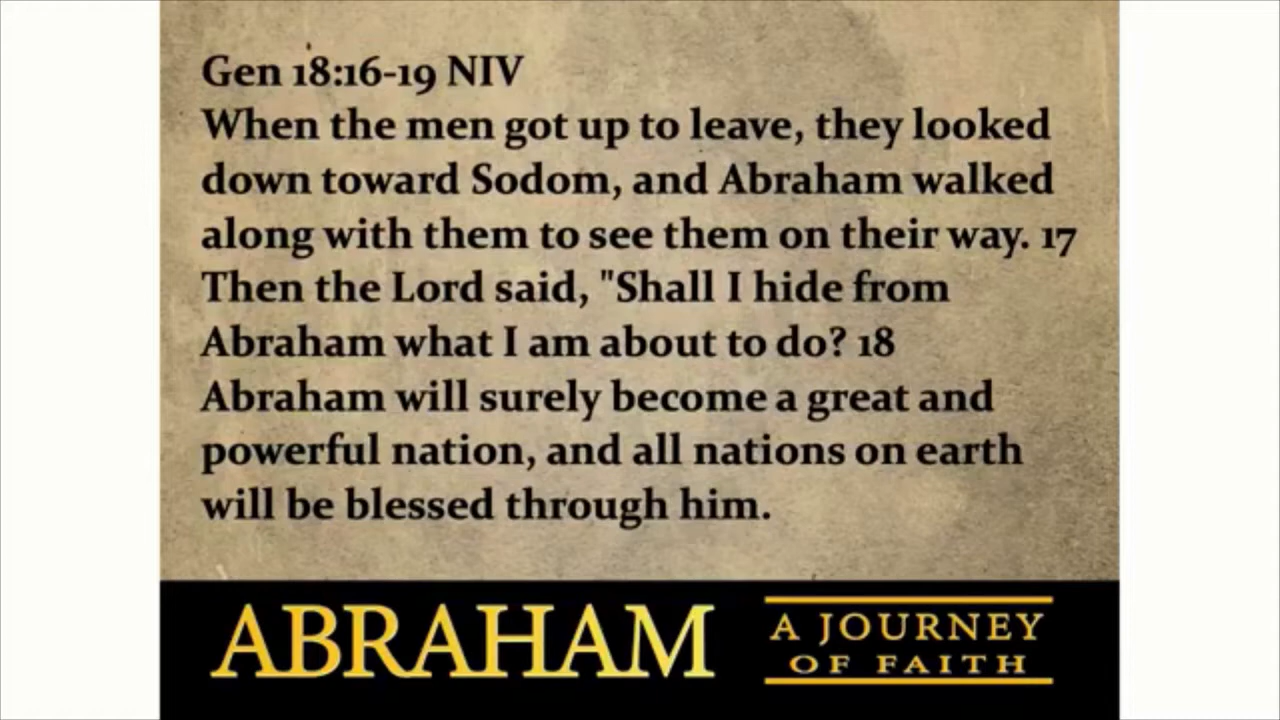 Gen 18:16-19 NIV
When the men got up to leave, they looked
down toward Sodom, and Abraham walked
along with them to see them on their way. 17
Then the Lord said, "Shall I hide from
Abraham what I am about to do? 18
Abraham will surely become a great and
powerful nation, and all nations on earth
will be blessed through him.
ABRAHAM
A JOURNEY
OF FAITH